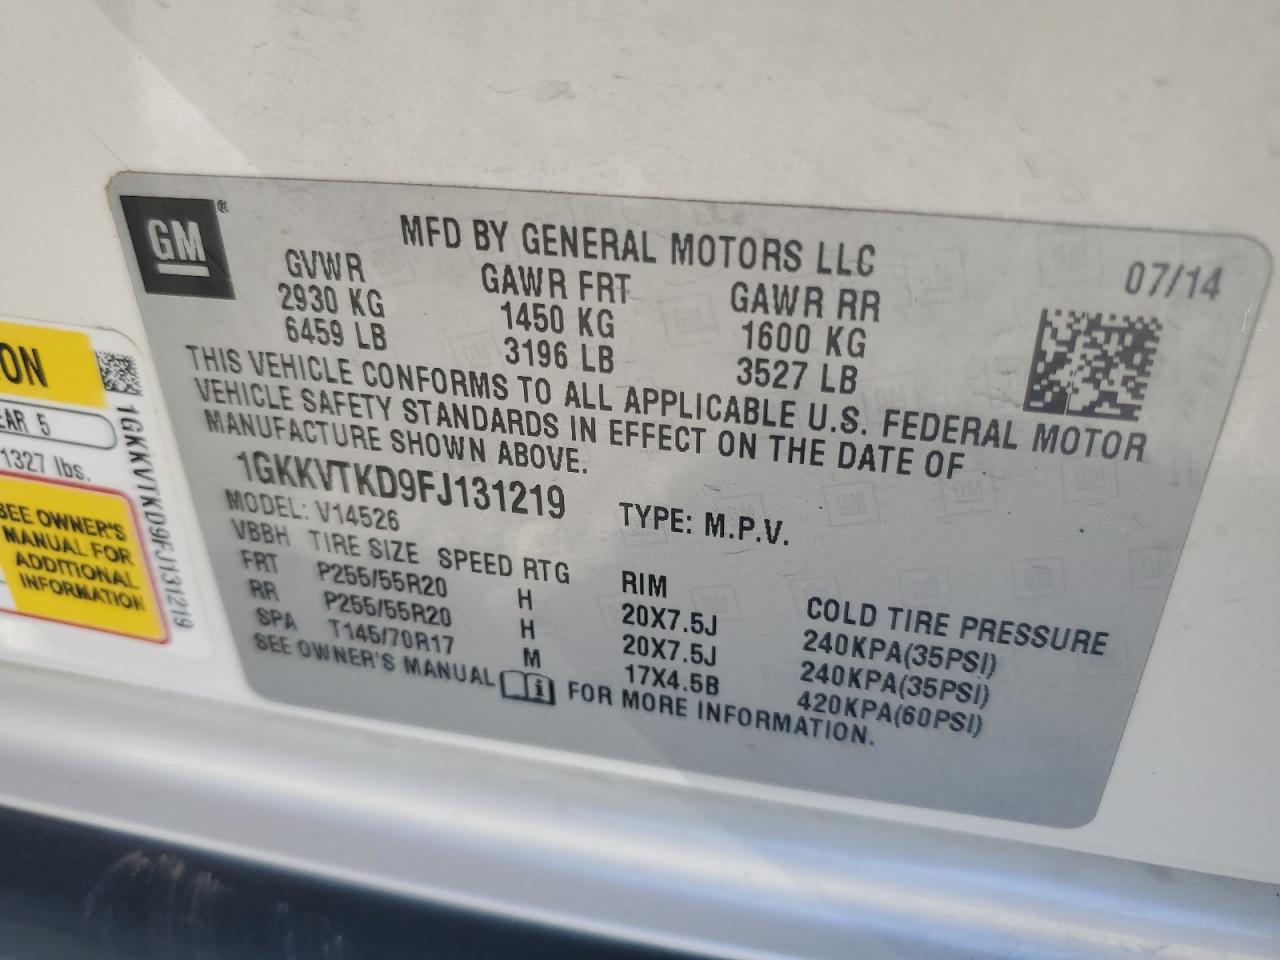 GM
MFD BY GENERAL MOTORS LLC
07/14
GVWR GAWR FRT GAWR RR
2930 KG 1450 KG 1600 KG
6459 LB 3196 LB 3527 LB
THIS VEHICLE CONFORMS TO ALL APPLICABLE U.S. FEDERAL MOTOR
VEHICLE SAFETY STANDARDS IN EFFECT ON THE DATE OF
MANUFACTURE SHOWN ABOVE.
1GKKVTKD9FJ131219 TYPE: M.P.V.
MODEL: V14526
VBBH TIRE SIZE SPEED RTG RIM COLD TIRE PRESSURE
FRT P255/55R20 H 20X7.5J 240KPA(35PSI)
RR P255/55R20 H 20X7.5J 240KPA(35PSI)
SPA T145/70R17 M 17X4.5B 420KPA(60PSI)
SEE OWNER'S MANUAL FOR MORE INFORMATION.
ON
EAR 5
1327 lbs.
SEE OWNER'S
MANUAL FOR
ADDITIONAL
INFORMATION
1GKKVTKD9FJ131219